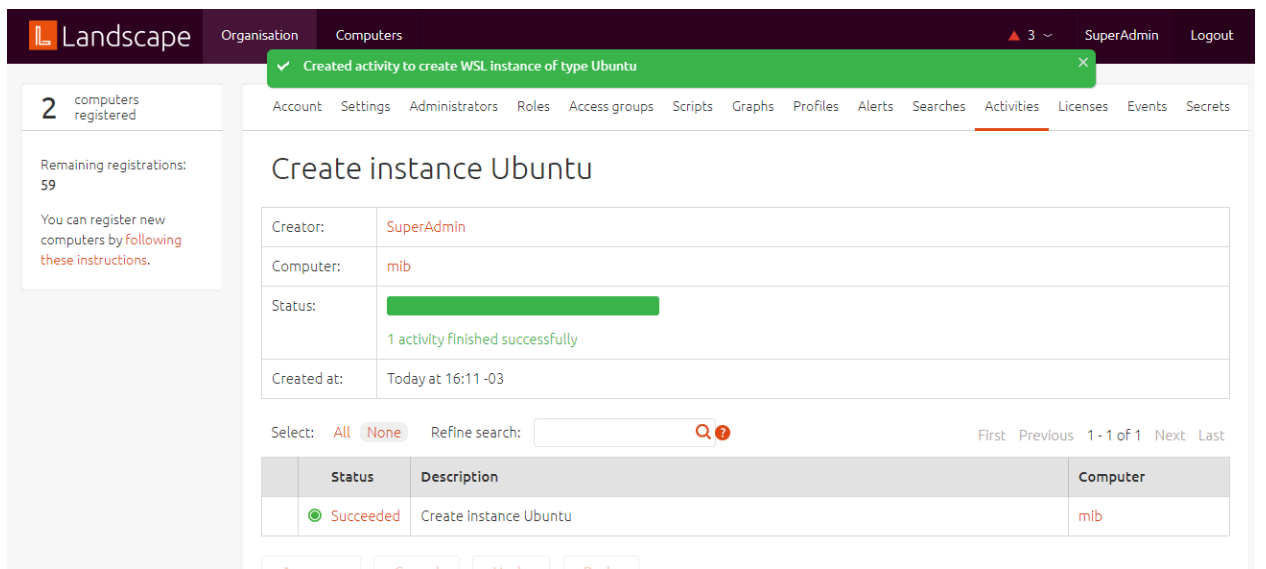 Landscape Organisation Computers 3 SuperAdmin Logout
Created activity to create WSL instance of type Ubuntu
2 computers registered
Account Settings Administrators Roles Access groups Scripts Graphs Profiles Alerts Searches Activities Licenses Events Secrets
Remaining registrations:
59
You can register new
computers by following
these instructions.
Create instance Ubuntu
Creator: SuperAdmin
Computer: mib
Status:
1 activity finished successfully
Created at: Today at 16:11 -03
Select: All None Refine search: ? First Previous 1 - 1 of 1 Next Last
Status Description Computer
Succeeded Create instance Ubuntu mib